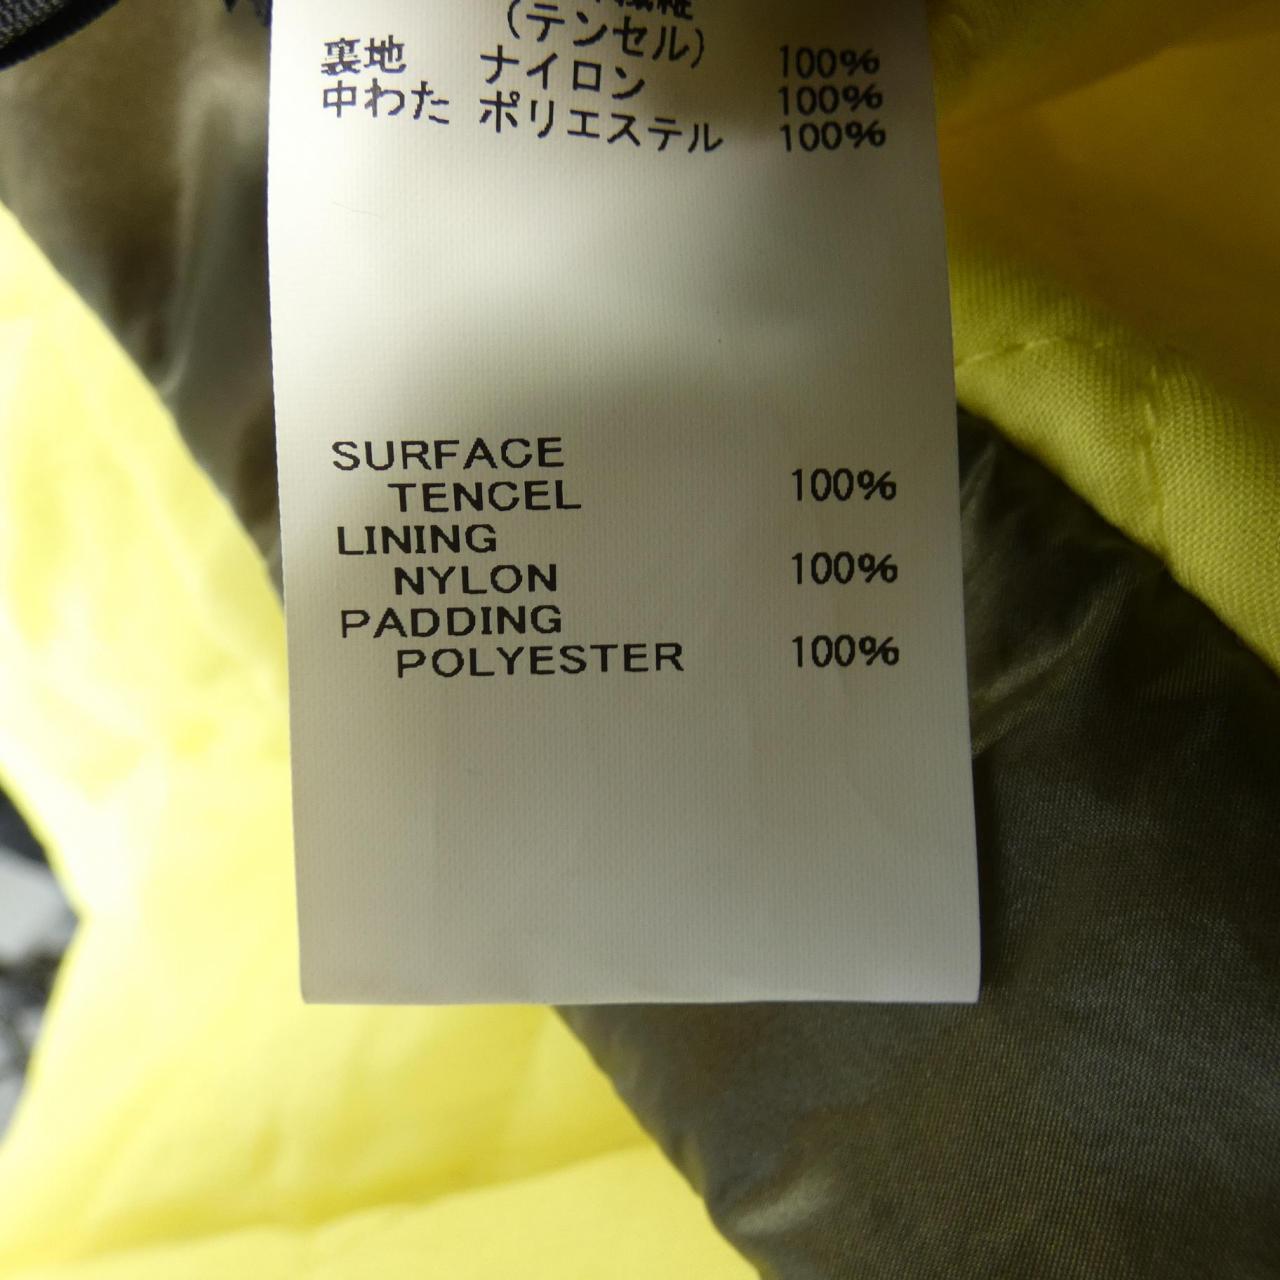 (テンセル) 100%
裏地 ナイロン 100%
中わた ポリエステル 100%
SURFACE
TENCEL 100%
LINING
NYLON 100%
PADDING
POLYESTER 100%